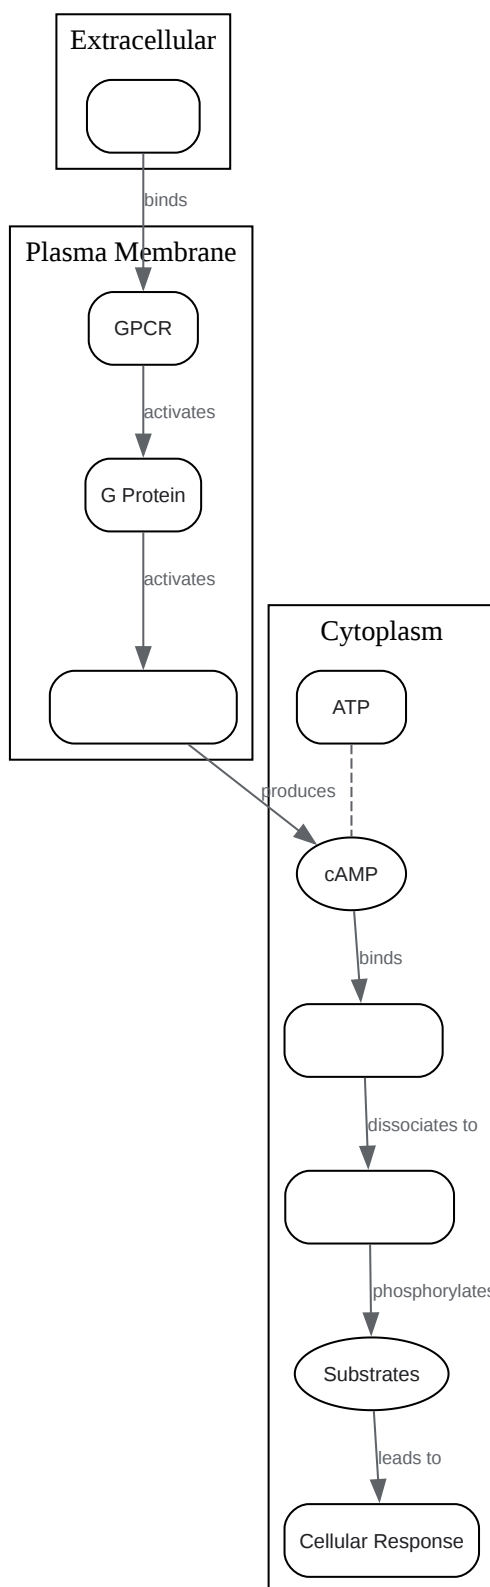 Extracellular
binds
Plasma Membrane
GPCR
activates
G Protein
activates
Cytoplasm
ATP
produces
cAMP
binds
dissociates to
phosphorylates
Substrates
leads to
Cellular Response